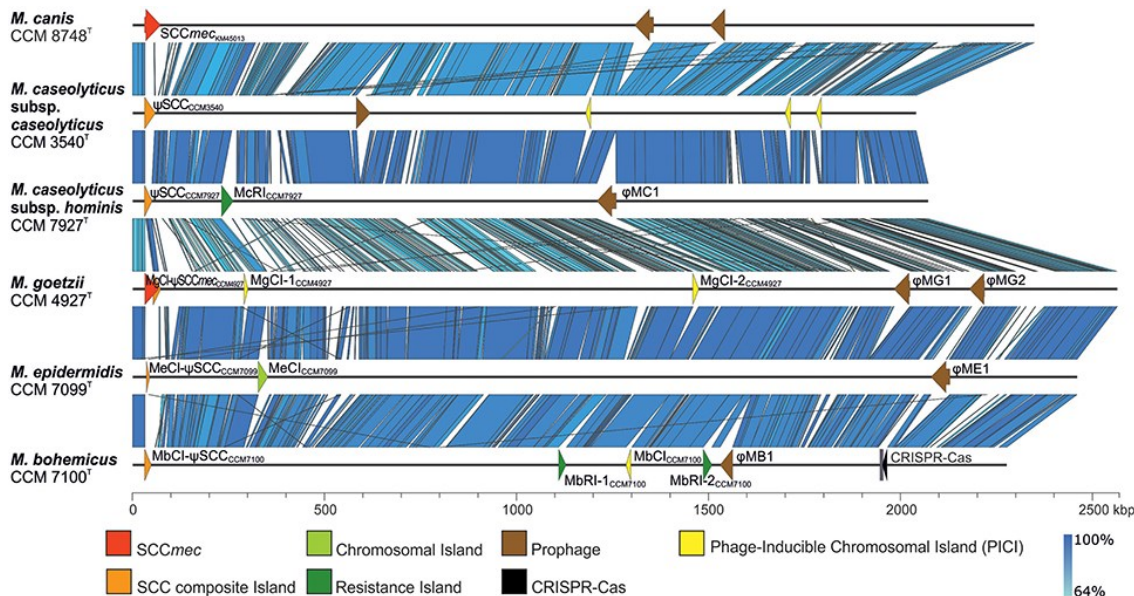 M. canis
CCM 8748T
SCCmecKM45013
M. caseolyticus
subsp.
caseolyticus
CCM 3540T
ψSCCCCM3540
M. caseolyticus
subsp. hominis
CCM 7927T
ψSCCCCM7927
McRICCM7927
φMC1
M. goetzii
CCM 4927T
MgCI-ψSCCmecCCM4927
MgCI-1CCM4927
MgCI-2CCM4927
φMG1
φMG2
M. epidermidis
CCM 7099T
MeCI-ψSCCCCM7099
MeCICCM7099
φME1
M. bohemicus
CCM 7100T
MbCI-ψSCCCCM7100
MbRI-1CCM7100
MbCICCM7100
MbRI-2CCM7100
φMB1
CRISPR-Cas
0 500 1000 1500 2000 2500 kbp
SCCmec
Chromosomal Island
Prophage
Phage-Inducible Chromosomal Island (PICI)
SCC composite Island
Resistance Island
CRISPR-Cas
100%
64%